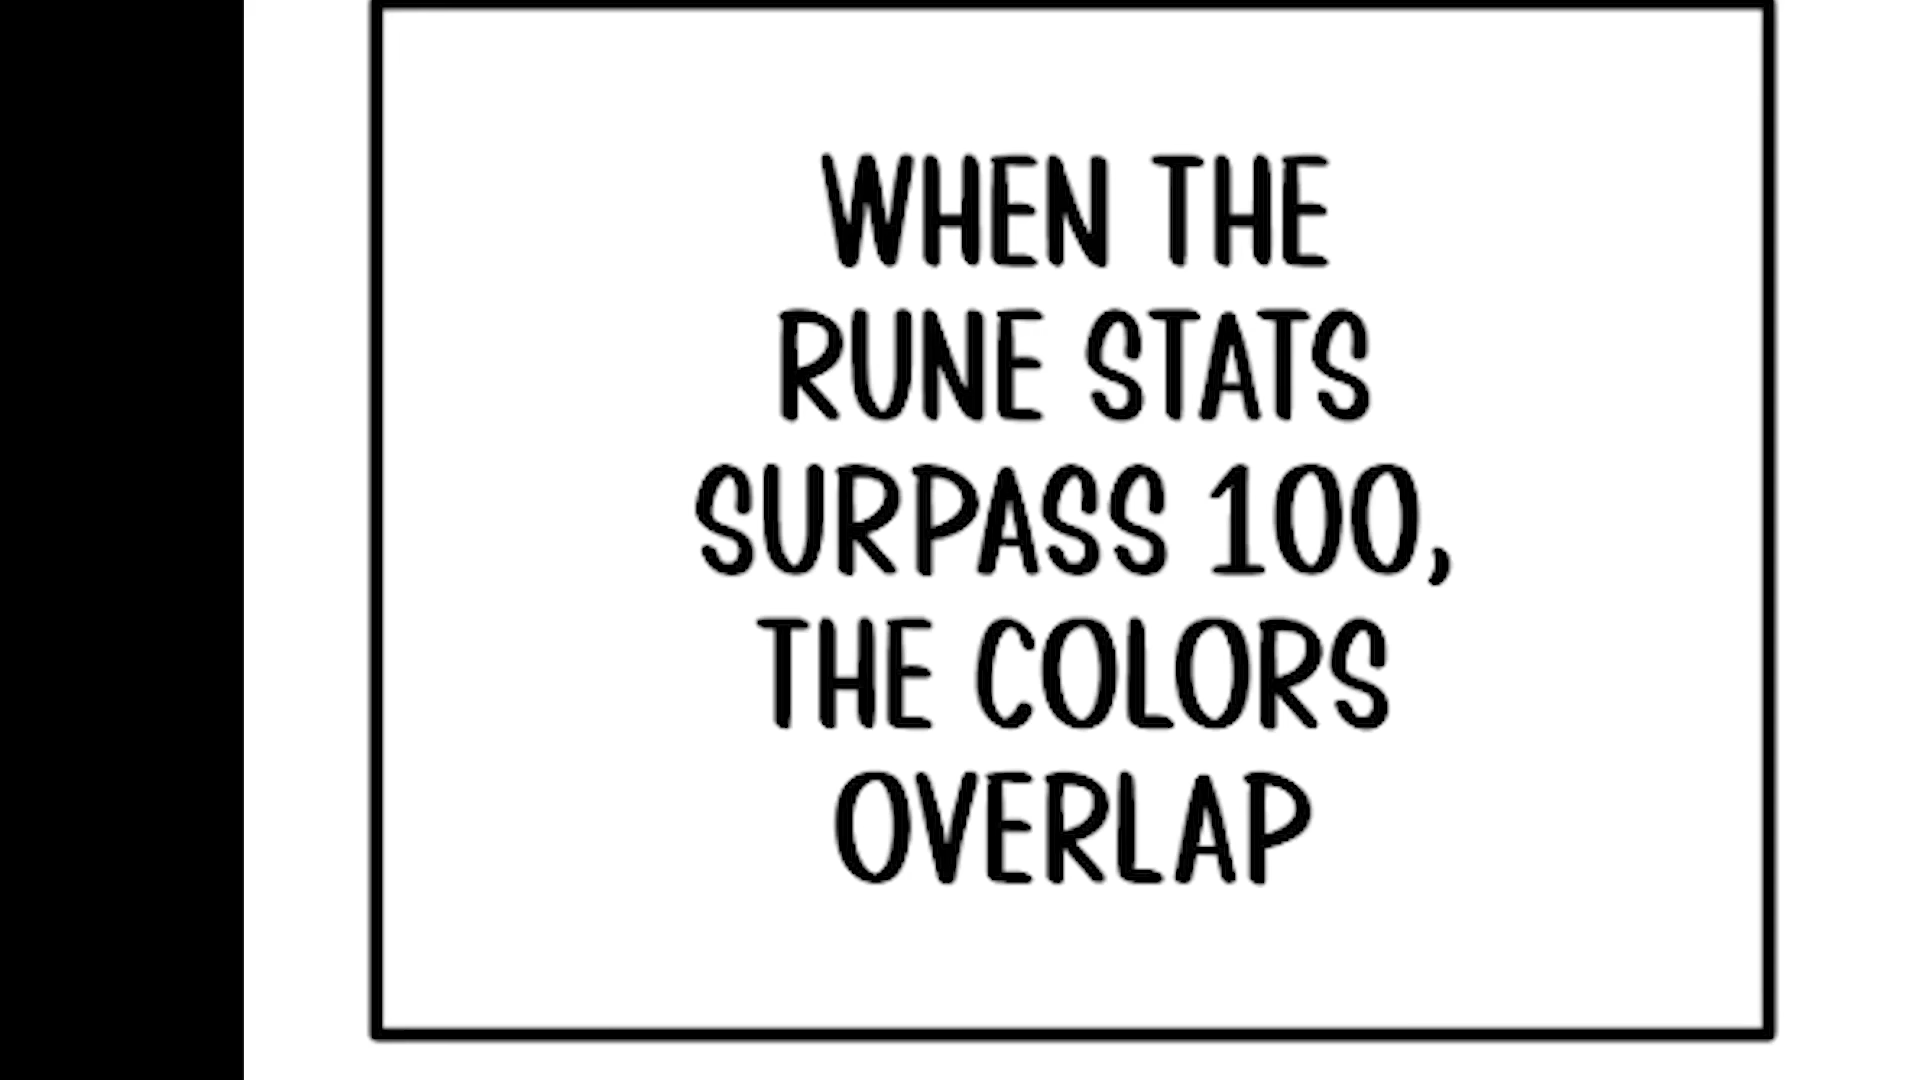 WHEN THE
RUNE STATS
SURPASS 100,
THE COLORS
OVERLAP